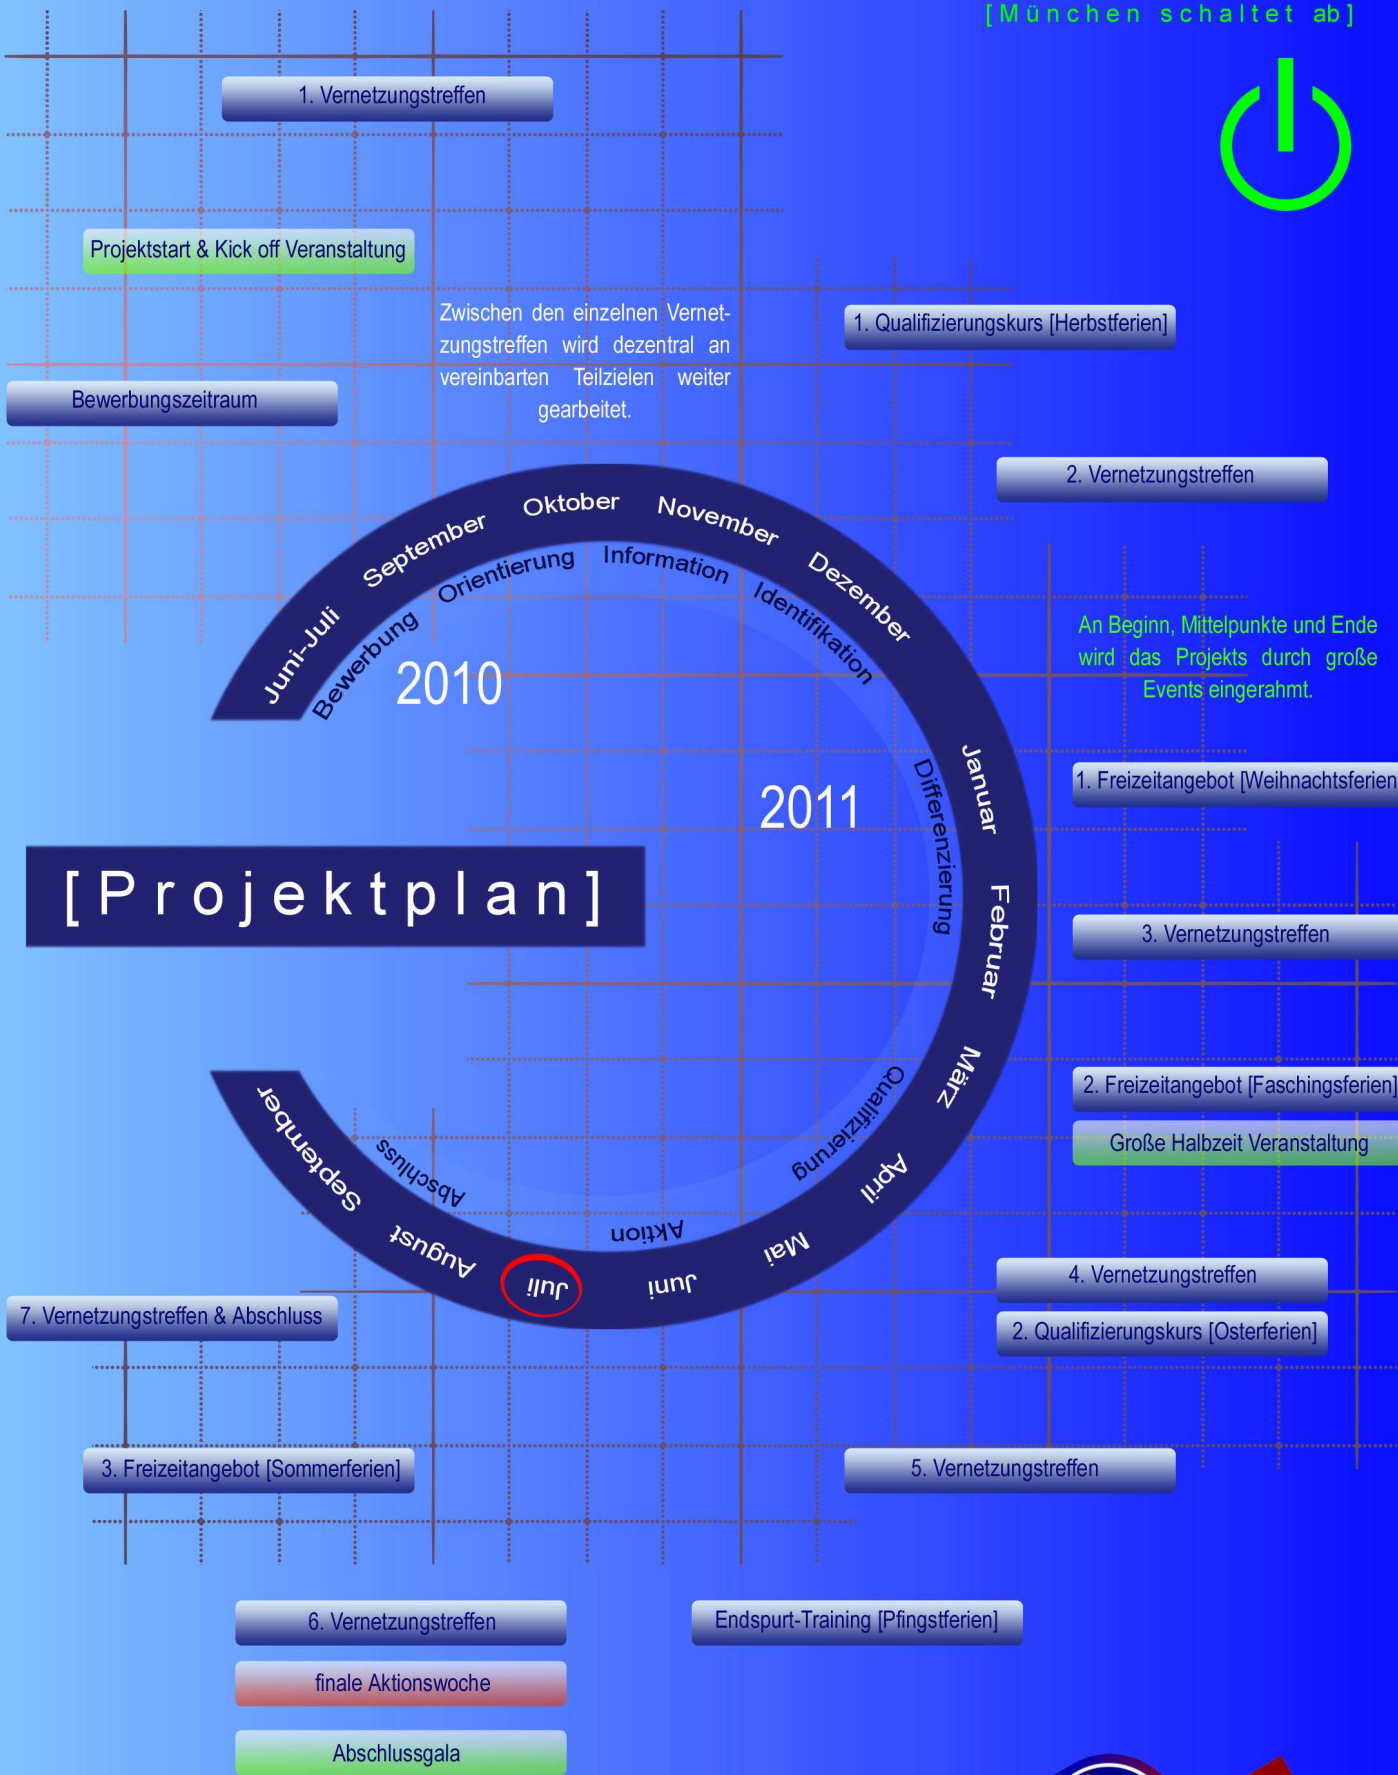 [München schaltet ab]
1. Vernetzungstreffen
Projektstart & Kick off Veranstaltung
Zwischen den einzelnen Vernet-
zungstreffen wird dezentral an
vereinbarten Teilzielen weiter
gearbeitet.
1. Qualifizierungskurs [Herbstferien]
Bewerbungszeitraum
2. Vernetzungstreffen
Juni-Juli
September
Oktober
November
Dezember
Januar
Februar
März
April
Mai
Juni
Juli
August
September
Bewerbung
Orientierung
Information
Identifikation
Differenzierung
Qualifizierung
Aktion
Abschluss
2010
2011
An Beginn, Mittelpunkte und Ende
wird das Projekts durch große
Events eingerahmt.
1. Freizeitangebot [Weihnachtsferien
[Projektplan]
3. Vernetzungstreffen
2. Freizeitangebot [Faschingsferien]
Große Halbzeit Veranstaltung
4. Vernetzungstreffen
2. Qualifizierungskurs [Osterferien]
7. Vernetzungstreffen & Abschluss
3. Freizeitangebot [Sommerferien]
5. Vernetzungstreffen
6. Vernetzungstreffen
Endspurt-Training [Pfingstferien]
finale Aktionswoche
Abschlussgala